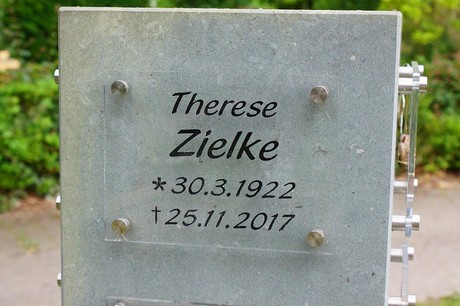 Therese
Zielke
*30.3.1922
†25.11.2017